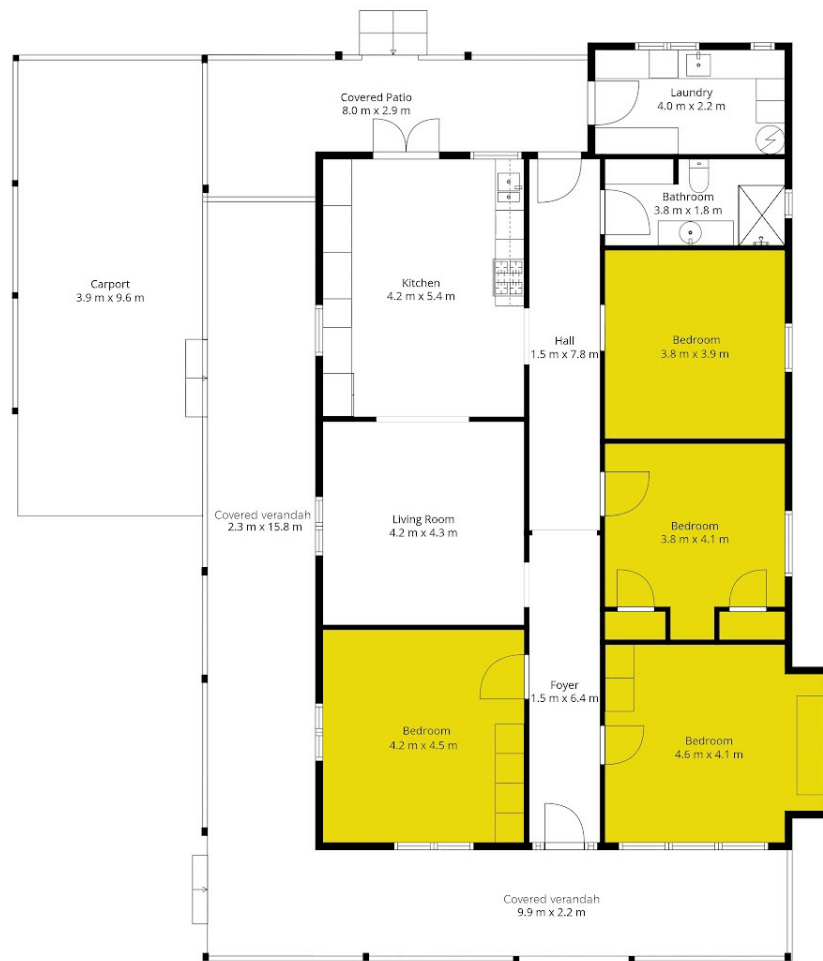 Laundry
4.0 m x 2.2 m
Covered Patio
8.0 m x 2.9 m
Bathroom
3.8 m x 1.8 m
Carport
3.9 m x 9.6 m
Kitchen
4.2 m x 5.4 m
Hall
1.5 m x 7.8 m
Bedroom
3.8 m x 3.9 m
Covered verandah
2.3 m x 15.8 m
Living Room
4.2 m x 4.3 m
Bedroom
3.8 m x 4.1 m
Foyer
1.5 m x 6.4 m
Bedroom
4.2 m x 4.5 m
Bedroom
4.6 m x 4.1 m
Covered verandah
9.9 m x 2.2 m